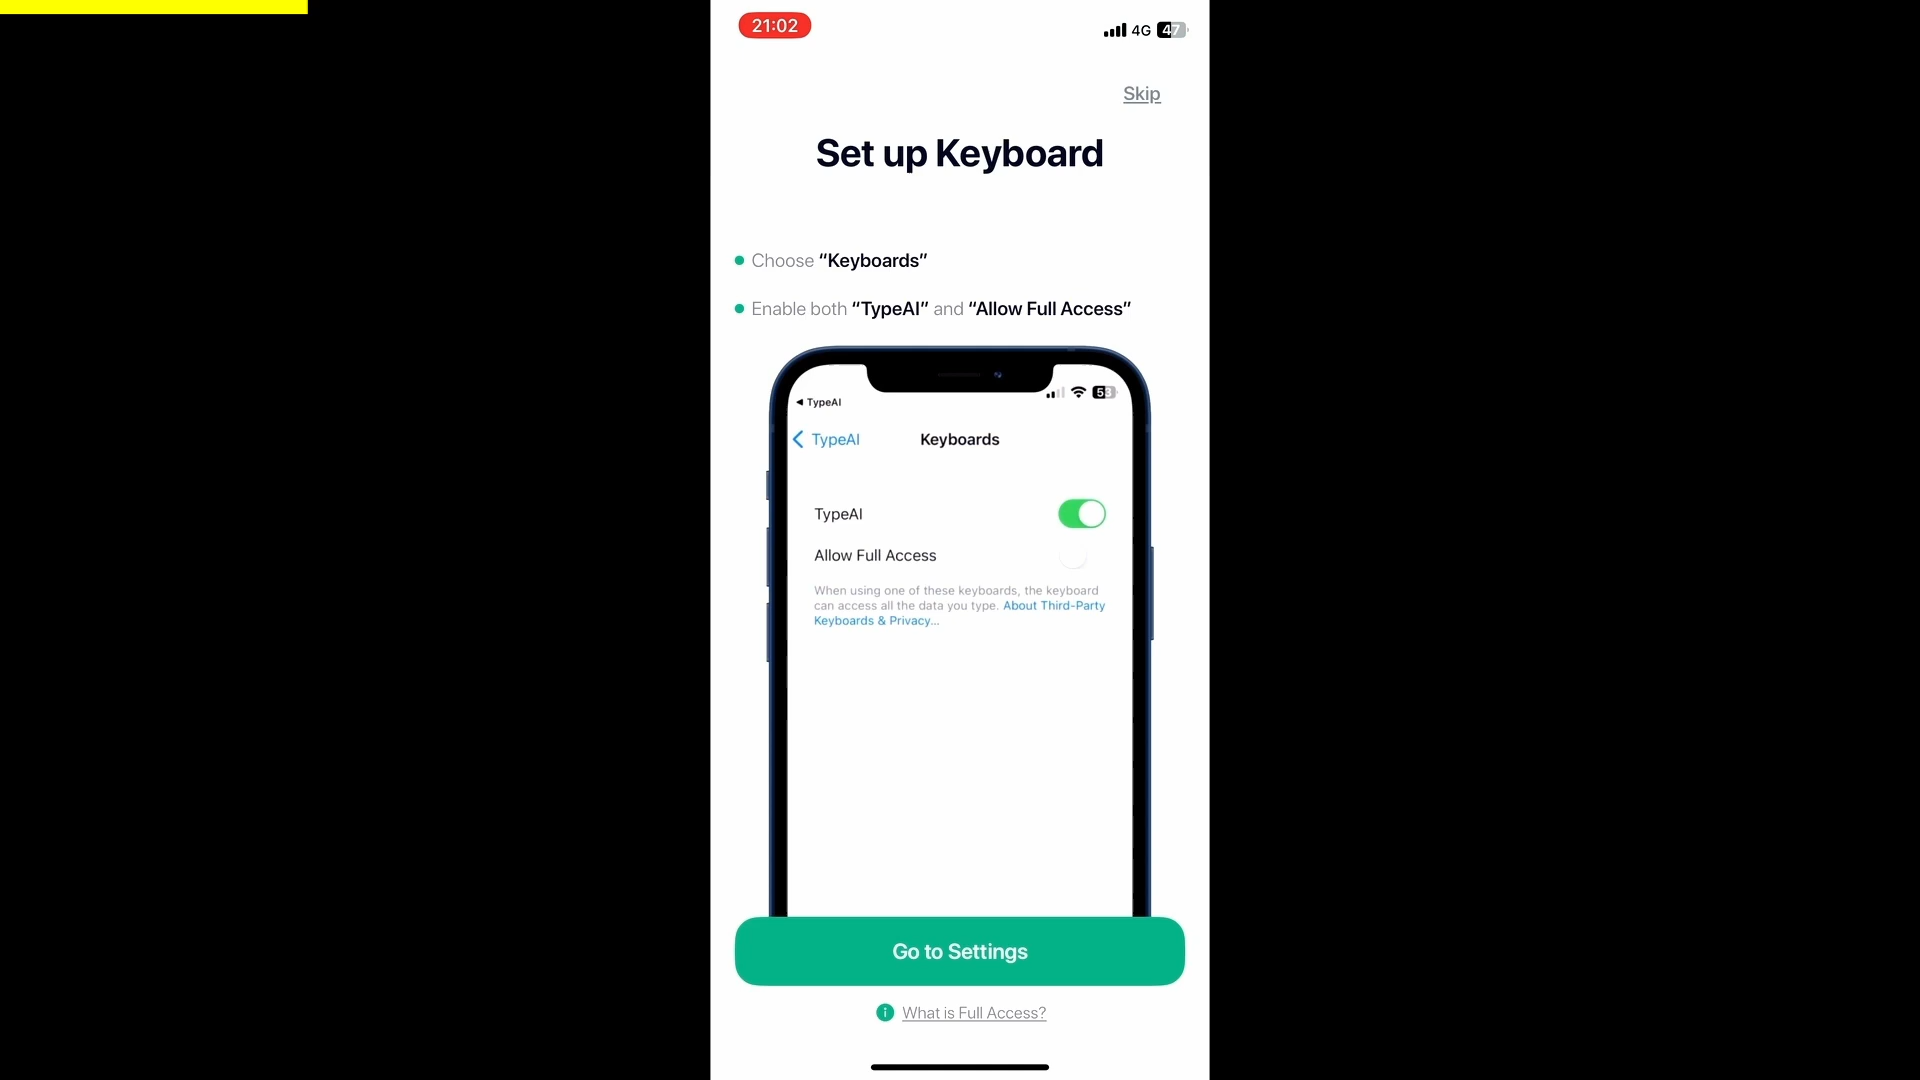 21:02
4G 47
Skip
Set up Keyboard
Choose “Keyboards”
Enable both “TypeAI” and “Allow Full Access”
53
TypeAI
TypeAI Keyboards
TypeAI
Allow Full Access
When using one of these keyboards, the keyboard
can access all the data you type. About Third-Party
Keyboards & Privacy...
Go to Settings
What is Full Access?